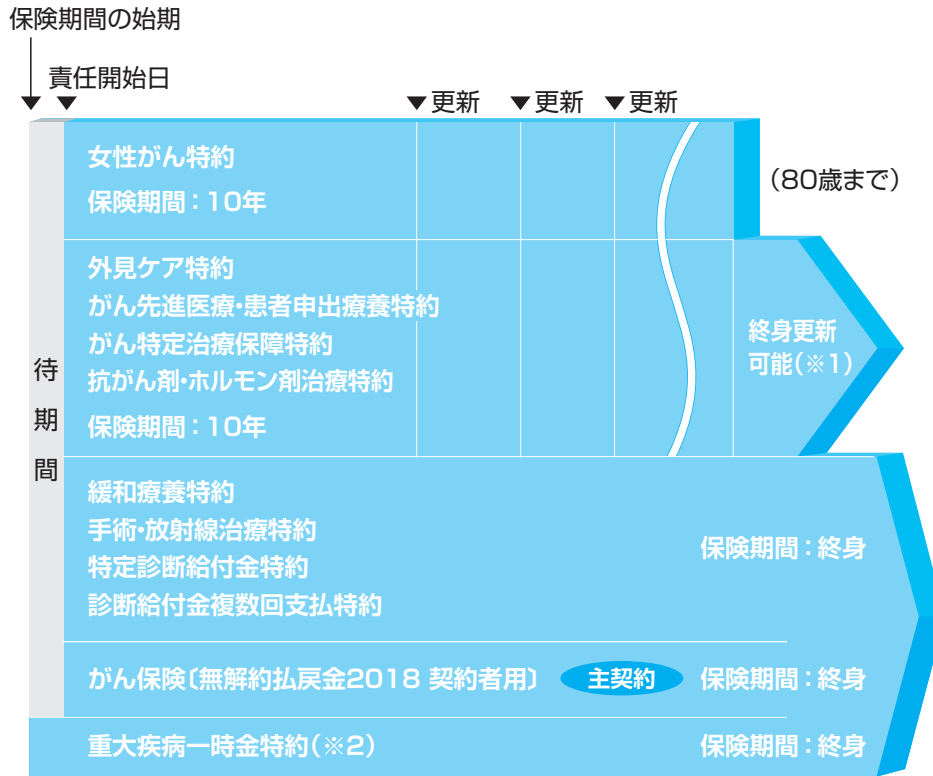 保険期間の始期
責任開始日
▼更新 ▼更新 ▼更新
女性がん特約
保険期間：10年
（80歳まで）
外見ケア特約
がん先進医療・患者申出療養特約
がん特定治療保障特約
抗がん剤・ホルモン剤治療特約
保険期間：10年
終身更新
可能（※1）
待期間
緩和療養特約
手術・放射線治療特約
特定診断給付金特約
診断給付金複数回支払特約
保険期間：終身
がん保険〔無解約払戻金2018 契約者用〕 主契約 保険期間：終身
重大疾病一時金特約（※2） 保険期間：終身